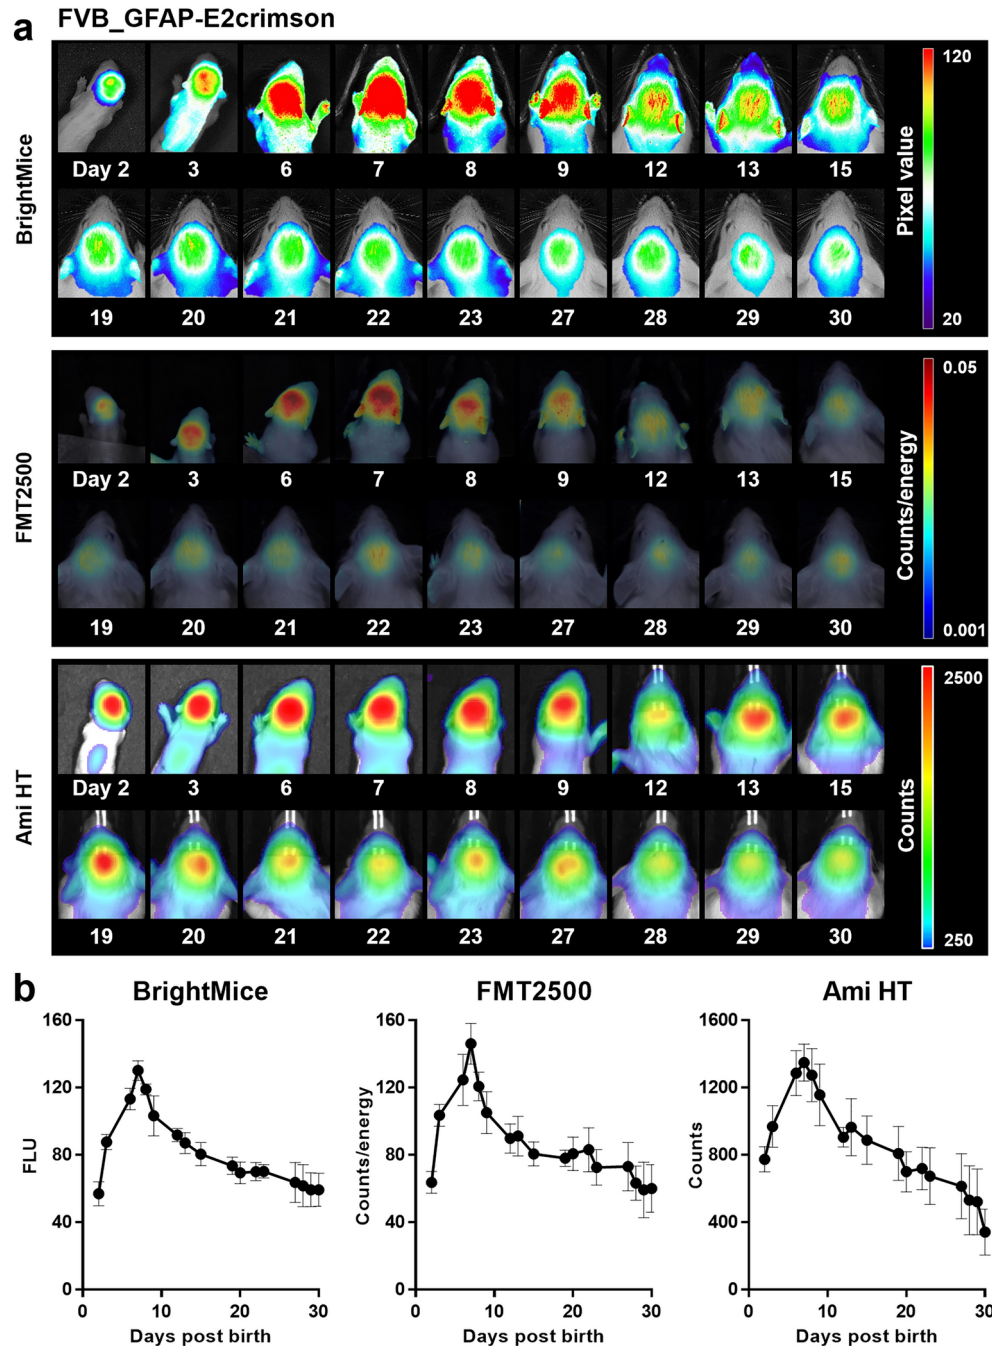 a FVB_GFAP-E2crimson
BrightMice
Day 2 3 6 7 8 9 12 13 15
19 20 21 22 23 27 28 29 30
120
Pixel value
20
FMT2500
Day 2 3 6 7 8 9 12 13 15
19 20 21 22 23 27 28 29 30
0.05
Counts/energy
0.001
Ami HT
Day 2 3 6 7 8 9 12 13 15
19 20 21 22 23 27 28 29 30
2500
Counts
250
b BrightMice FMT2500 Ami HT
FLU
160
120
80
40
0
0 10 20 30
Days post birth
Counts/energy
160
120
80
40
0
0 10 20 30
Days post birth
Counts
1600
1200
800
400
0
0 10 20 30
Days post birth